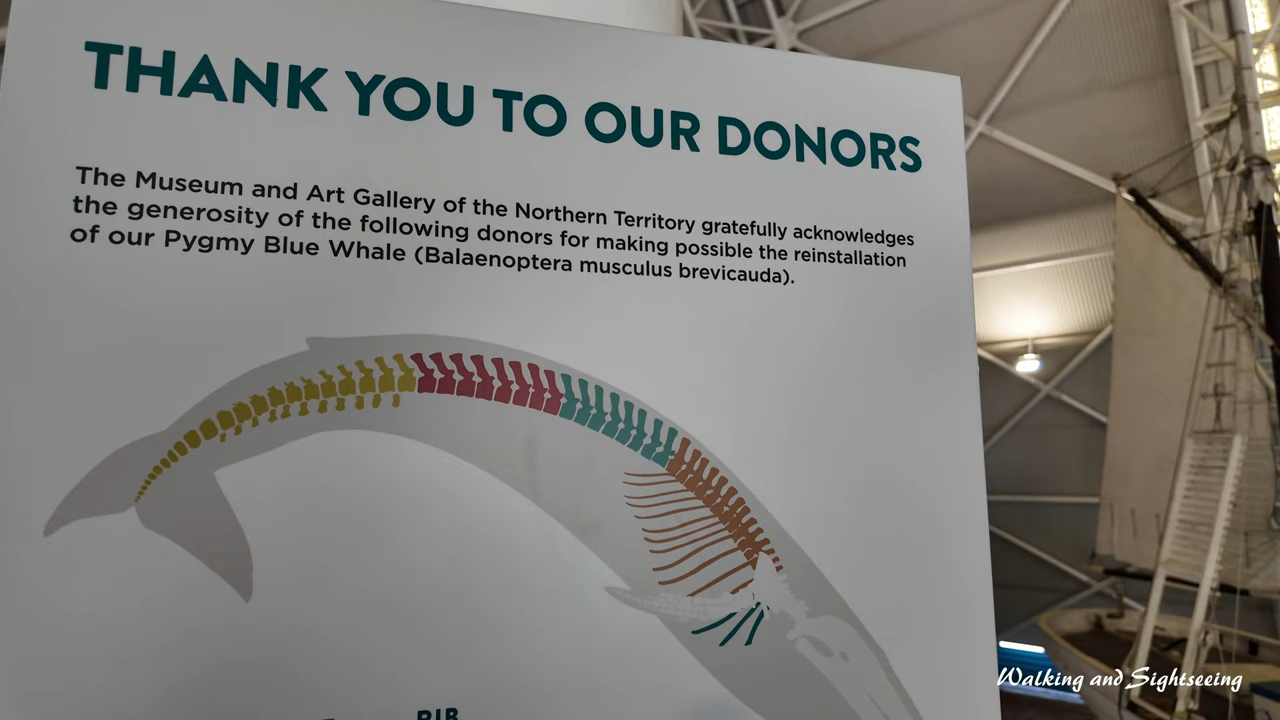 THANK YOU TO OUR DONORS
The Museum and Art Gallery of the Northern Territory gratefully acknowledges
the generosity of the following donors for making possible the reinstallation
of our Pygmy Blue Whale (Balaenoptera musculus brevicauda).
RIB
Walking and Sightseeing